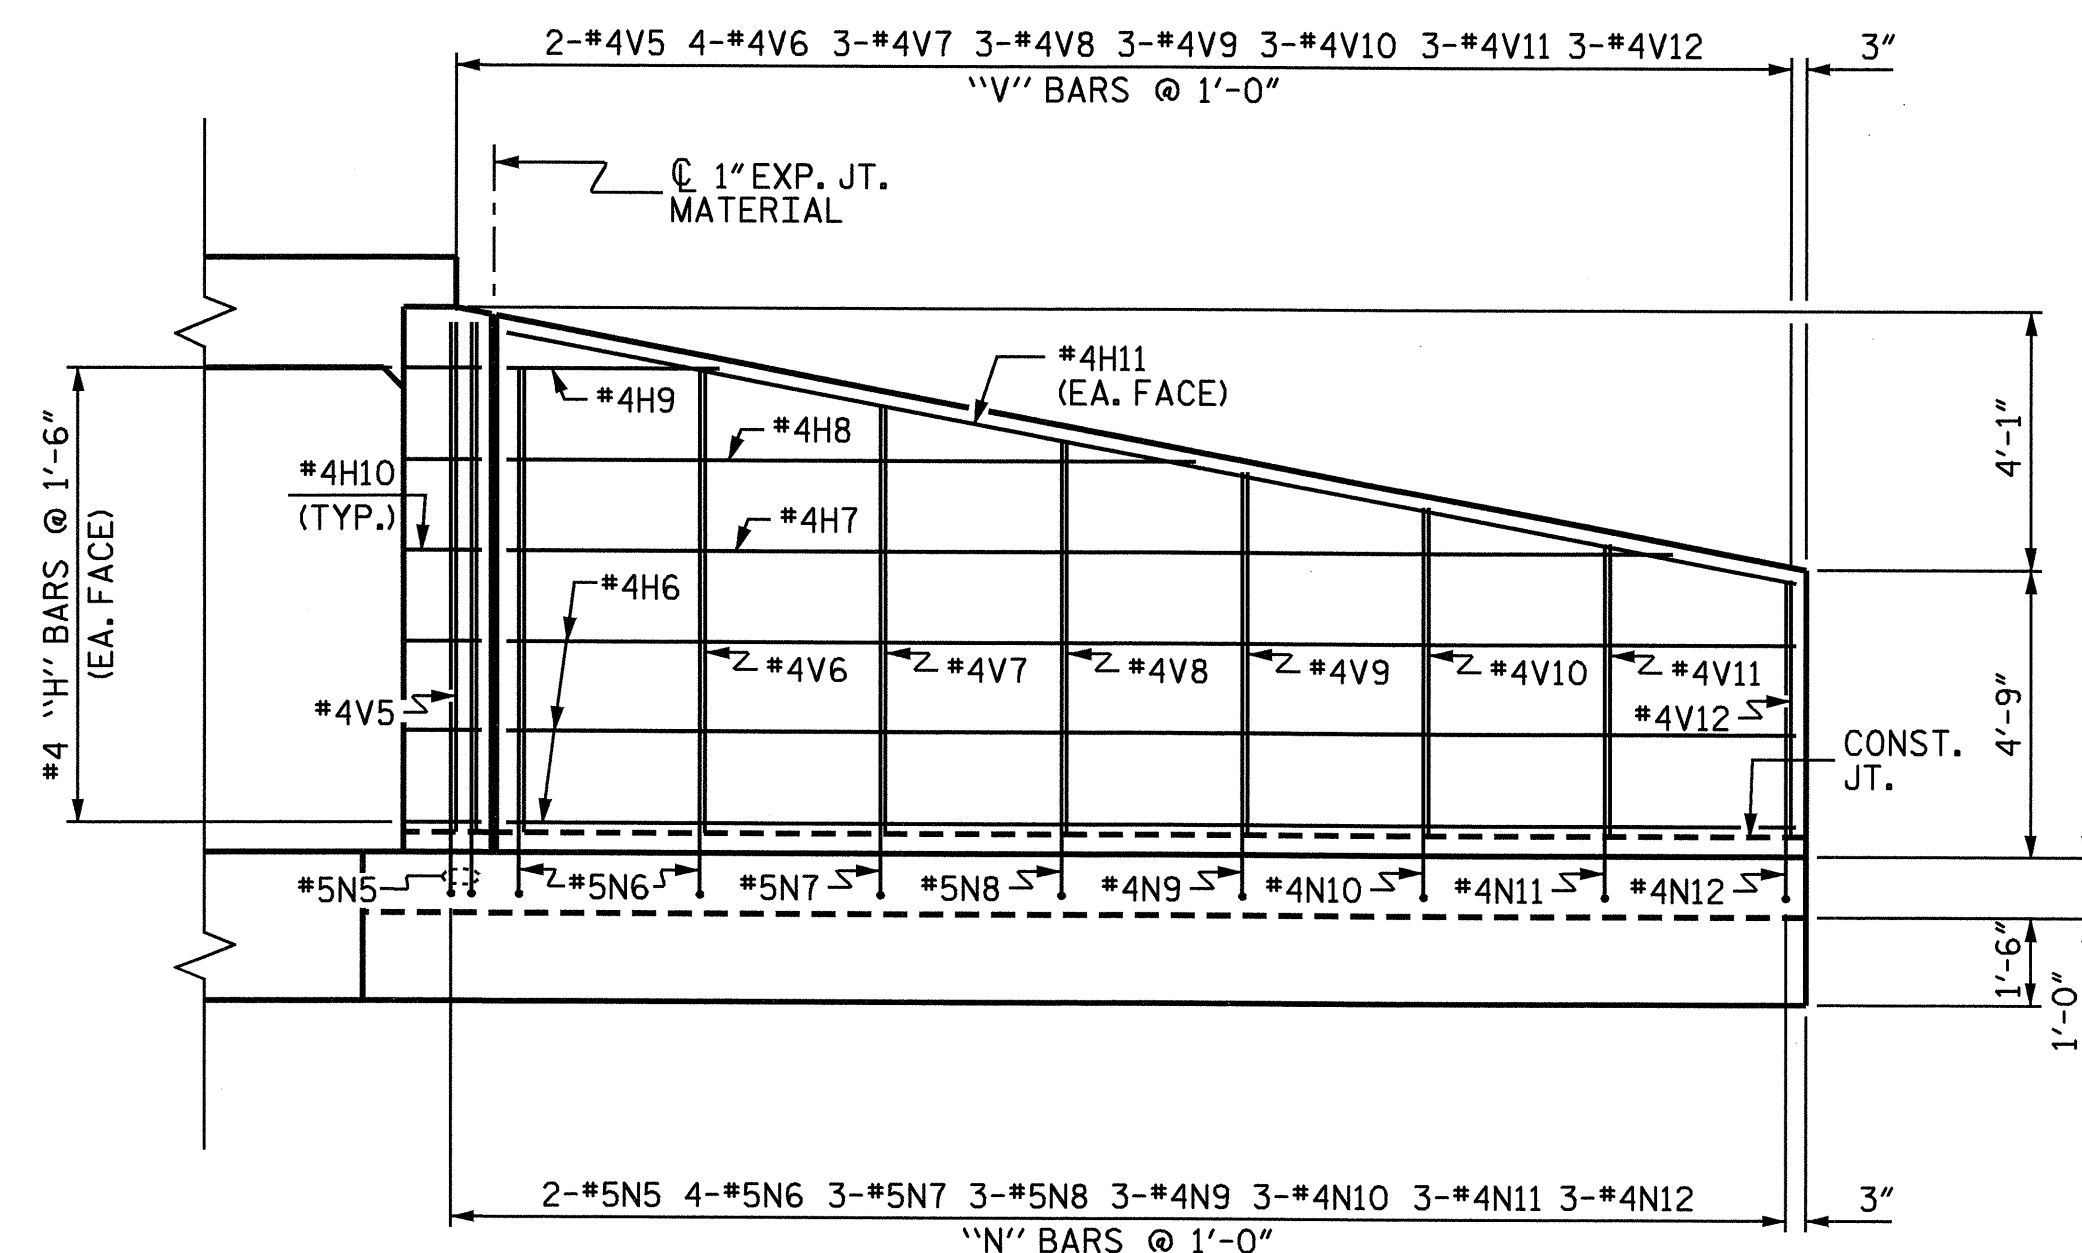 2-#4V5 4-#4V6 3-#4V7 3-#4V8 3-#4V9 3-#4V10 3-#4V11 3-#4V12
3"
"V" BARS @ 1'-0"
℄ 1" EXP. JT.
MATERIAL
#4H11
(EA. FACE)
#4H9
#4H8
#4H10
(TYP.)
#4H7
#4H6
#4 "H" BARS @ 1'-6"
(EA. FACE)
4'-1"
#4V6
#4V7
#4V8
#4V9
#4V10
#4V11
#4V5
#4V12
4'-9"
CONST.
JT.
#5N5
#5N6
#5N7
#5N8
#4N9
#4N10
#4N11
#4N12
1'-6"
1'-0"
2-#5N5 4-#5N6 3-#5N7 3-#5N8 3-#4N9 3-#4N10 3-#4N11 3-#4N12
3"
"N" BARS @ 1'-0"